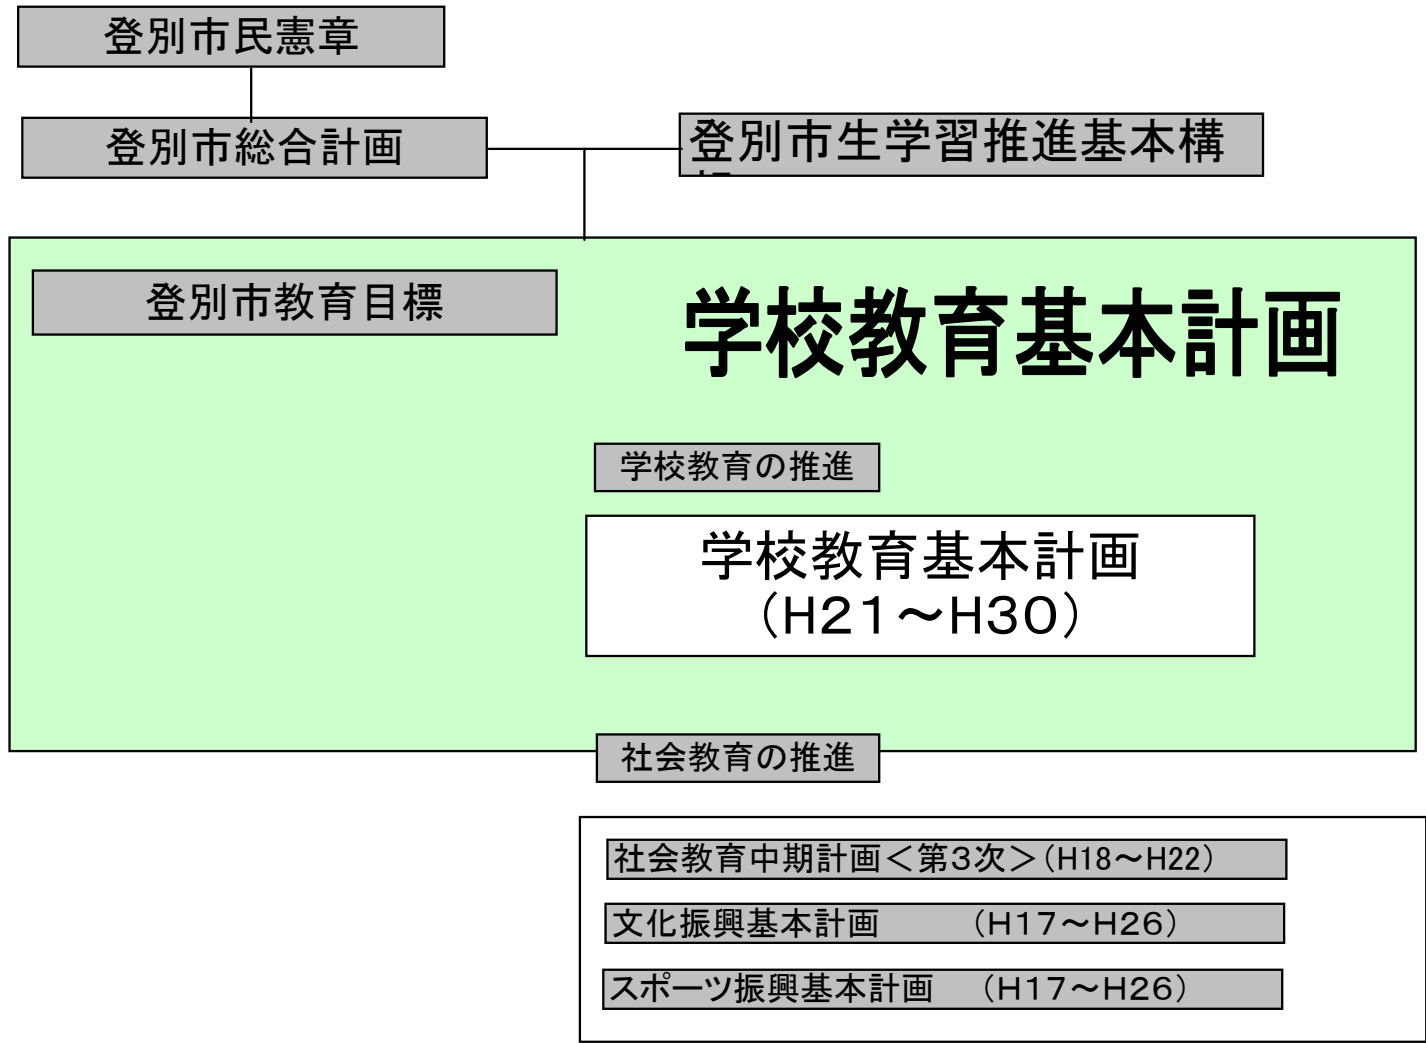 登別市民憲章
登別市総合計画
登別市生学習推進基本構
登別市教育目標
学校教育基本計画
学校教育の推進
学校教育基本計画
（H21～H30）
社会教育の推進
社会教育中期計画＜第3次＞（H18～H22）
文化振興基本計画　　（H17～H26）
スポーツ振興基本計画　（H17～H26）